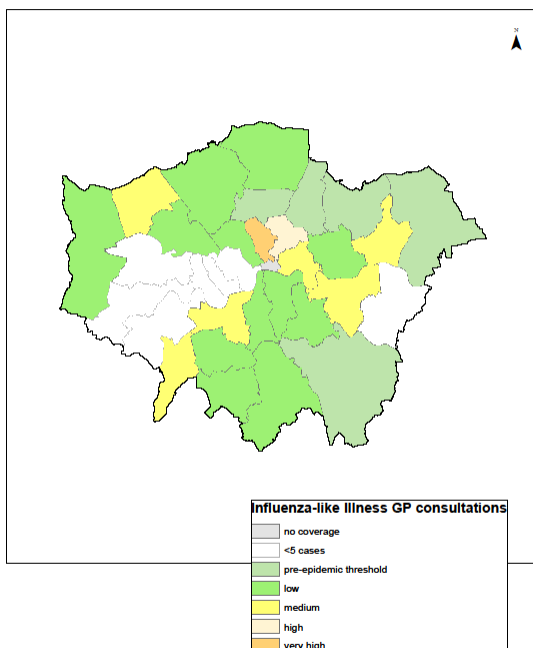 N
Influenza-like Illness GP consultations
no coverage
<5 cases
pre-epidemic threshold
low
medium
high
very high